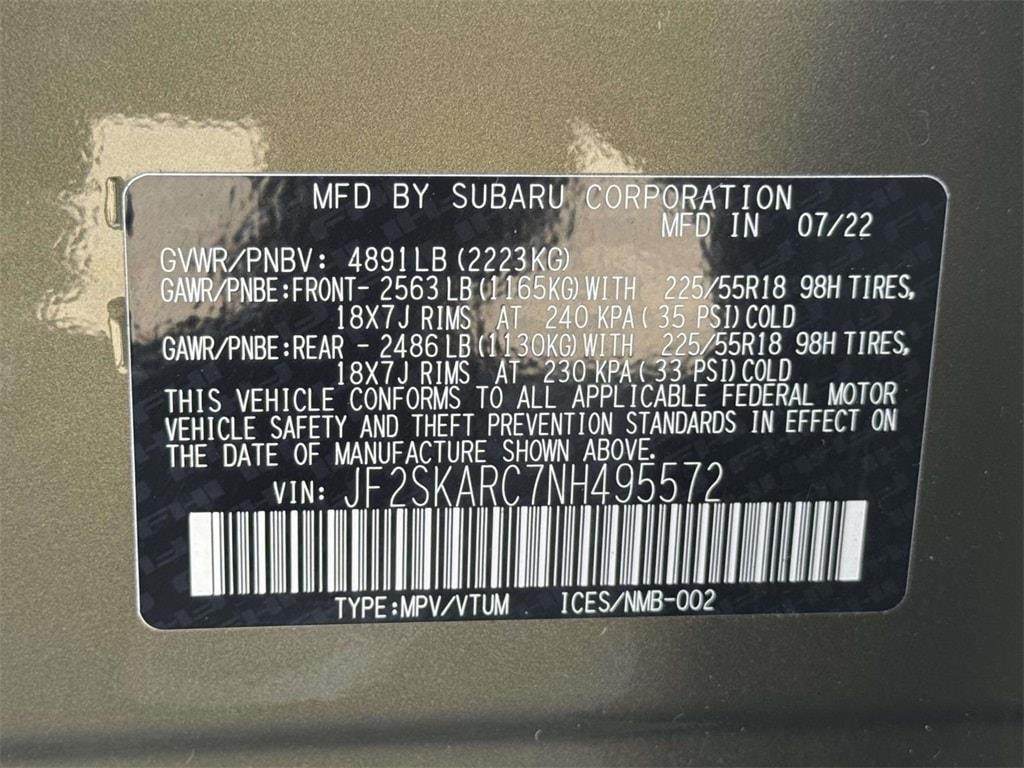 MFD BY SUBARU CORPORATION
MFD IN 07/22
GVWR/PNBV: 4891LB (2223KG)
GAWR/PNBE:FRONT- 2563LB (1165KG) WITH 225/55R18 98H TIRES,
18X7J RIMS AT 240 KPA( 35 PSI) COLD
GAWR/PNBE:REAR - 2486LB (1130KG) WITH 225/55R18 98H TIRES,
18X7J RIMS AT 230 KPA( 33 PSI) COLD
THIS VEHICLE CONFORMS TO ALL APPLICABLE FEDERAL MOTOR
VEHICLE SAFETY AND THEFT PREVENTION STANDARDS IN EFFECT ON
THE DATE OF MANUFACTURE SHOWN ABOVE.
VIN: JF2SKARC7NH495572
TYPE:MPV/VTUM ICES/NMB-002